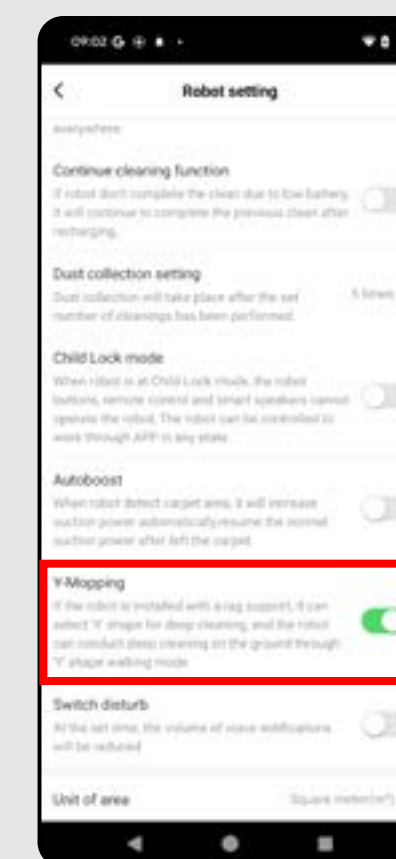 09:02 G
Robot setting
everywhere.
Continue cleaning function
If robot don't complete the clean due to low battery,
it will continue to complete the previous clean after
recharging.
Dust collection setting
Dust collection will take place after the set
5 times
number of cleanings has been performed.
Child Lock mode
When robot is at Child Lock mode, the robot
buttons, remote control and smart speakers cannot
operate the robot. The robot can be controlled to
work through APP in any state.
Autoboost
When robot detect carpet area, it will increase
suction power automatically,resume the normal
suction power after left the carpet.
Y-Mopping
If the robot is installed with a rag support, it can
select 'Y' shape for deep cleaning, and the robot
can conduct deep cleaning on the ground through
'Y' shape walking mode.
Switch disturb
At the set time, the volume of voice notifications
will be reduced
Unit of area
Square meter(m²)